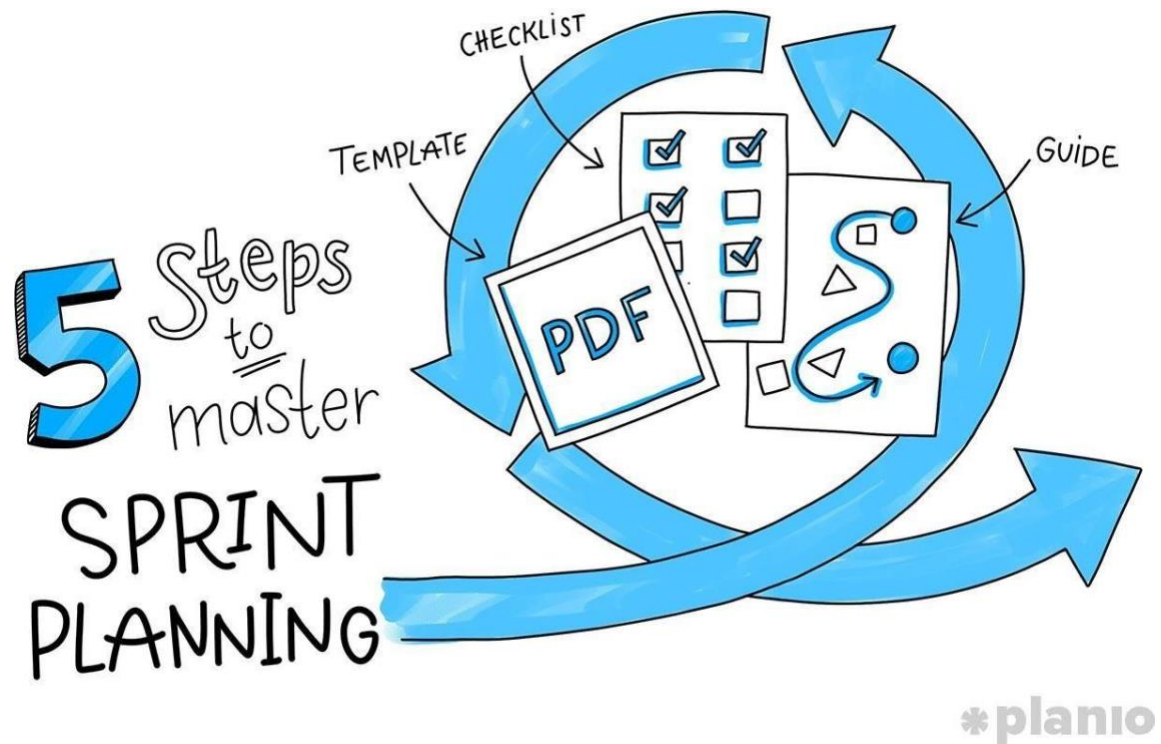 CHECKLIST
TEMPLATE
GUIDE
5 Steps
to
master
SPRINT
PLANNING
PDF
*planio